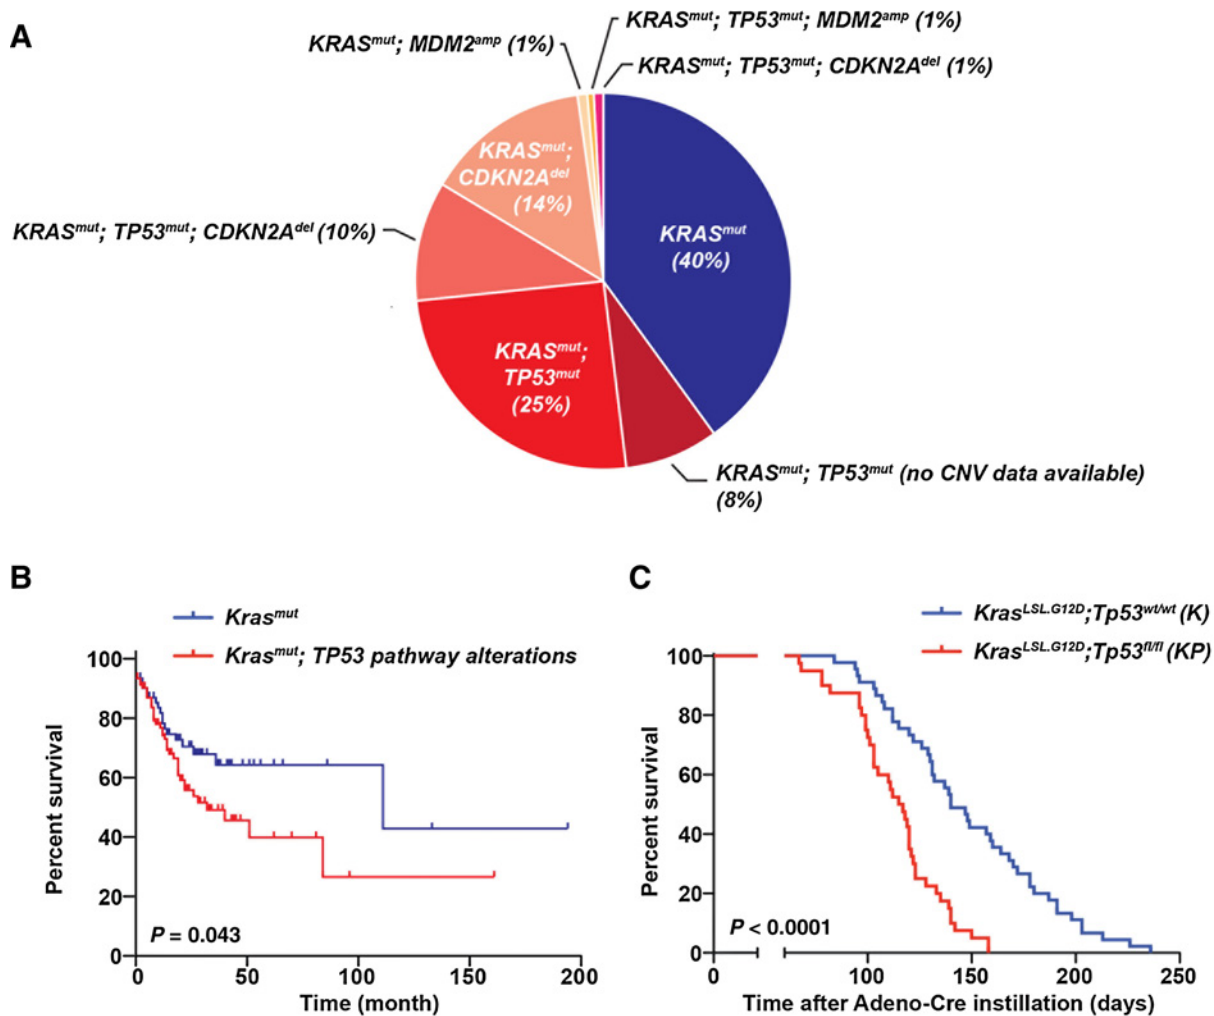 A
KRASmut; MDM2amp (1%)
KRASmut; TP53mut; MDM2amp (1%)
KRASmut; TP53mut; CDKN2Adel (1%)
KRASmut;
CDKN2Adel
(14%)
KRASmut
(40%)
KRASmut; TP53mut; CDKN2Adel (10%)
KRASmut;
TP53mut
(25%)
KRASmut; TP53mut (no CNV data available)
(8%)
B
Krasmut
Krasmut; TP53 pathway alterations
Percent survival
100
80
60
40
20
0
P = 0.043
0 50 100 150 200
Time (month)
C
KrasLSL.G12D;Tp53wt/wt (K)
KrasLSL.G12D;Tp53fl/fl (KP)
Percent survival
100
80
60
40
20
0
P < 0.0001
0 100 150 200 250
Time after Adeno-Cre instillation (days)